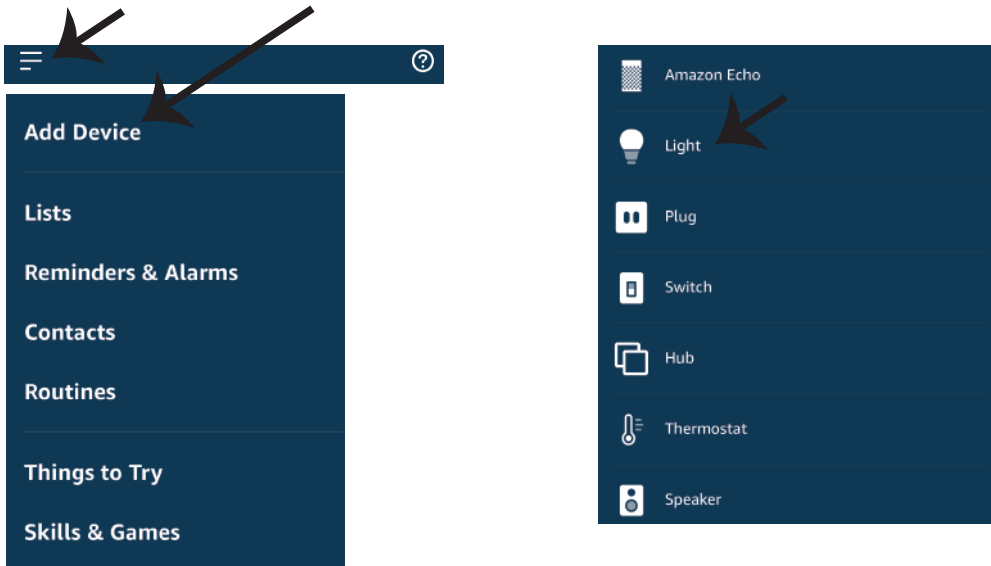 ?
Add Device
Lists
Reminders & Alarms
Contacts
Routines
Things to Try
Skills & Games
Amazon Echo
Light
Plug
Switch
Hub
Thermostat
Speaker